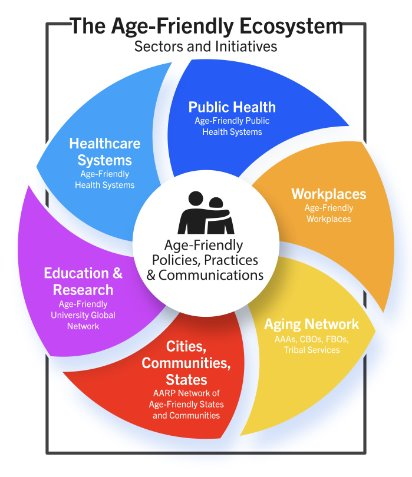 The Age-Friendly Ecosystem
Sectors and Initiatives
Public Health
Age-Friendly Public
Health Systems
Healthcare
Systems
Age-Friendly
Health Systems
Workplaces
Age-Friendly
Workplaces
Age-Friendly
Policies, Practices
& Communications
Education &
Research
Age-Friendly
University Global
Network
Aging Network
AAAs, CBOs, FBOs,
Tribal Services
Cities,
Communities,
States
AARP Network of
Age-Friendly States
and Communities